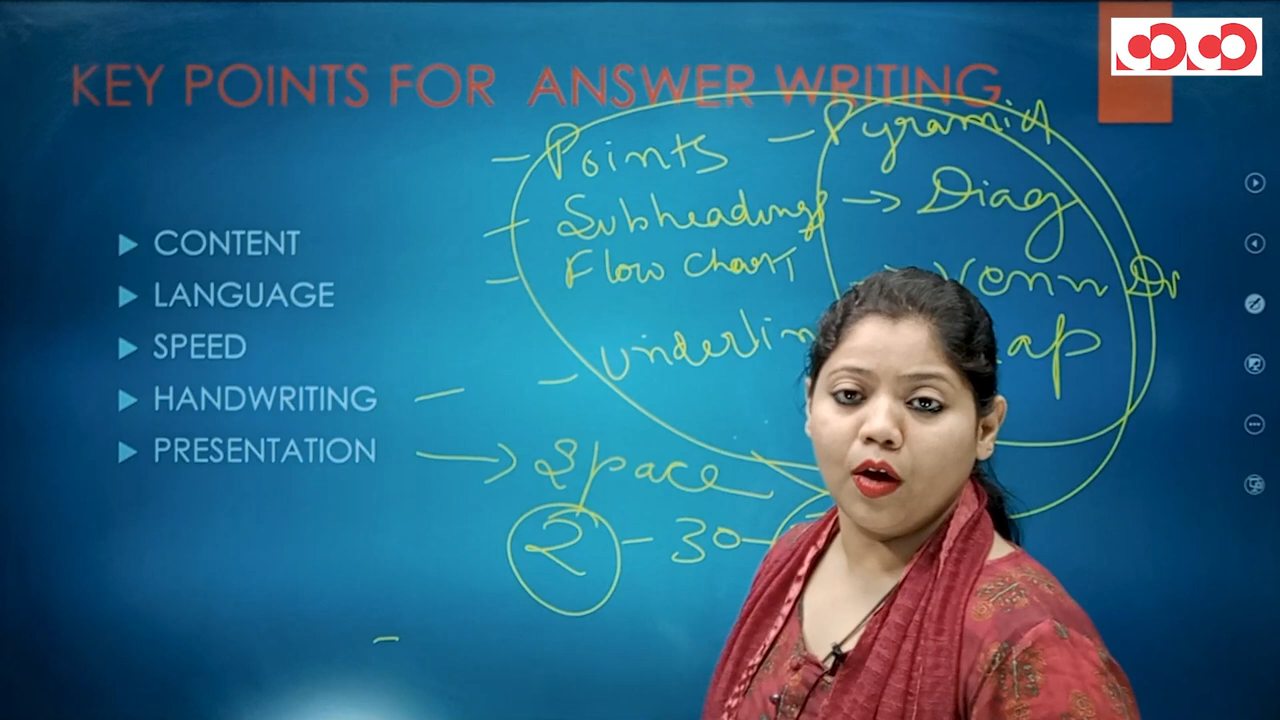 KEY POINTS FOR ANSWER WRITING
CONTENT
LANGUAGE
SPEED
HANDWRITING
PRESENTATION
Points - Pyramid
Subheadings → Diag
Flow Chart
Venn
Space
2 - 30